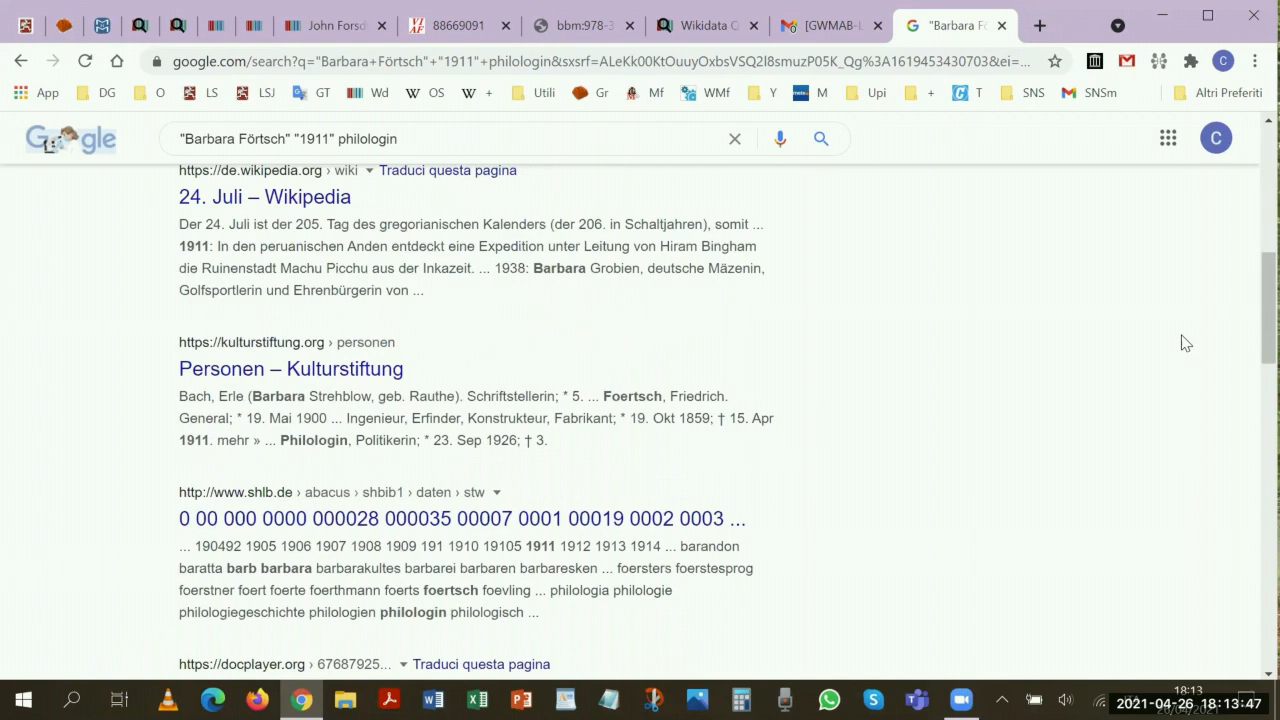 John Forsd
88669091
bbm:978-3
Wikidata Q
[GWMAB-L
"Barbara Fö
google.com/search?q="Barbara+Förtsch"+"1911"+philologin&sxsrf=ALeKk00KtOuuyOxbsVSQ2l8smuzP05K_Qg%3A1619453430703&ei=...
App DG O LS LSJ GT Wd OS + Utili Gr Mf WMf Y M Upi + T SNS SNSm Altri Preferiti
Google
"Barbara Förtsch" "1911" philologin
C
https://de.wikipedia.org › wiki Traduci questa pagina
24. Juli – Wikipedia
Der 24. Juli ist der 205. Tag des gregorianischen Kalenders (der 206. in Schaltjahren), somit ...
1911: In den peruanischen Anden entdeckt eine Expedition unter Leitung von Hiram Bingham
die Ruinenstadt Machu Picchu aus der Inkazeit. ... 1938: Barbara Grobien, deutsche Mäzenin,
Golfsportlerin und Ehrenbürgerin von ...
https://kulturstiftung.org › personen
Personen – Kulturstiftung
Bach, Erle (Barbara Strehblow, geb. Rauthe). Schriftstellerin; * 5. ... Foertsch, Friedrich.
General; * 19. Mai 1900 ... Ingenieur, Erfinder, Konstrukteur, Fabrikant; * 19. Okt 1859; † 15. Apr
1911. mehr » ... Philologin, Politikerin; * 23. Sep 1926; † 3.
http://www.shlb.de › abacus › shbib1 › daten › stw
0 00 000 0000 000028 000035 00007 0001 00019 0002 0003 ...
... 190492 1905 1906 1907 1908 1909 191 1910 19105 1911 1912 1913 1914 ... barandon
baratta barb barbara barbarakultes barbarei barbaren barbaresken ... foersters foerstesprog
foerstner foert foerte foerthmann foerts foertsch foevling ... philologia philologie
philologiegeschichte philologien philologin philologisch ...
https://docplayer.org › 67687925... Traduci questa pagina
18:13
2021-04-26 18:13:47